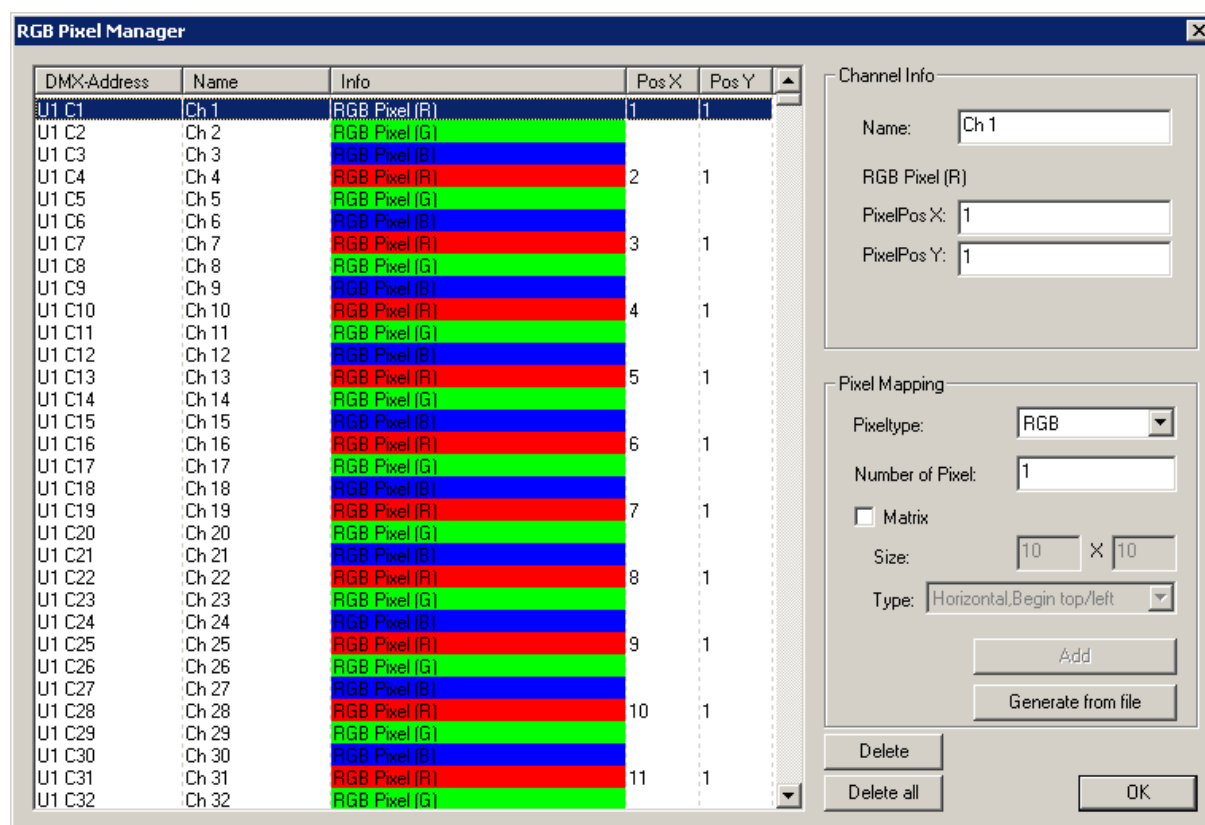 RGB Pixel Manager
DMX-Address Name Info Pos X Pos Y
U1 C1 Ch 1 RGB Pixel (R) 1 1
U1 C2 Ch 2 RGB Pixel (G)
U1 C3 Ch 3 RGB Pixel (B)
U1 C4 Ch 4 RGB Pixel (R) 2 1
U1 C5 Ch 5 RGB Pixel (G)
U1 C6 Ch 6 RGB Pixel (B)
U1 C7 Ch 7 RGB Pixel (R) 3 1
U1 C8 Ch 8 RGB Pixel (G)
U1 C9 Ch 9 RGB Pixel (B)
U1 C10 Ch 10 RGB Pixel (R) 4 1
U1 C11 Ch 11 RGB Pixel (G)
U1 C12 Ch 12 RGB Pixel (B)
U1 C13 Ch 13 RGB Pixel (R) 5 1
U1 C14 Ch 14 RGB Pixel (G)
U1 C15 Ch 15 RGB Pixel (B)
U1 C16 Ch 16 RGB Pixel (R) 6 1
U1 C17 Ch 17 RGB Pixel (G)
U1 C18 Ch 18 RGB Pixel (B)
U1 C19 Ch 19 RGB Pixel (R) 7 1
U1 C20 Ch 20 RGB Pixel (G)
U1 C21 Ch 21 RGB Pixel (B)
U1 C22 Ch 22 RGB Pixel (R) 8 1
U1 C23 Ch 23 RGB Pixel (G)
U1 C24 Ch 24 RGB Pixel (B)
U1 C25 Ch 25 RGB Pixel (R) 9 1
U1 C26 Ch 26 RGB Pixel (G)
U1 C27 Ch 27 RGB Pixel (B)
U1 C28 Ch 28 RGB Pixel (R) 10 1
U1 C29 Ch 29 RGB Pixel (G)
U1 C30 Ch 30 RGB Pixel (B)
U1 C31 Ch 31 RGB Pixel (R) 11 1
U1 C32 Ch 32 RGB Pixel (G)
Channel Info
Name: Ch 1
RGB Pixel (R)
PixelPos X: 1
PixelPos Y: 1
Pixel Mapping
Pixeltype: RGB
Number of Pixel: 1
Matrix
Size: 10 X 10
Type: Horizontal,Begin top/left
Add
Generate from file
Delete
Delete all OK